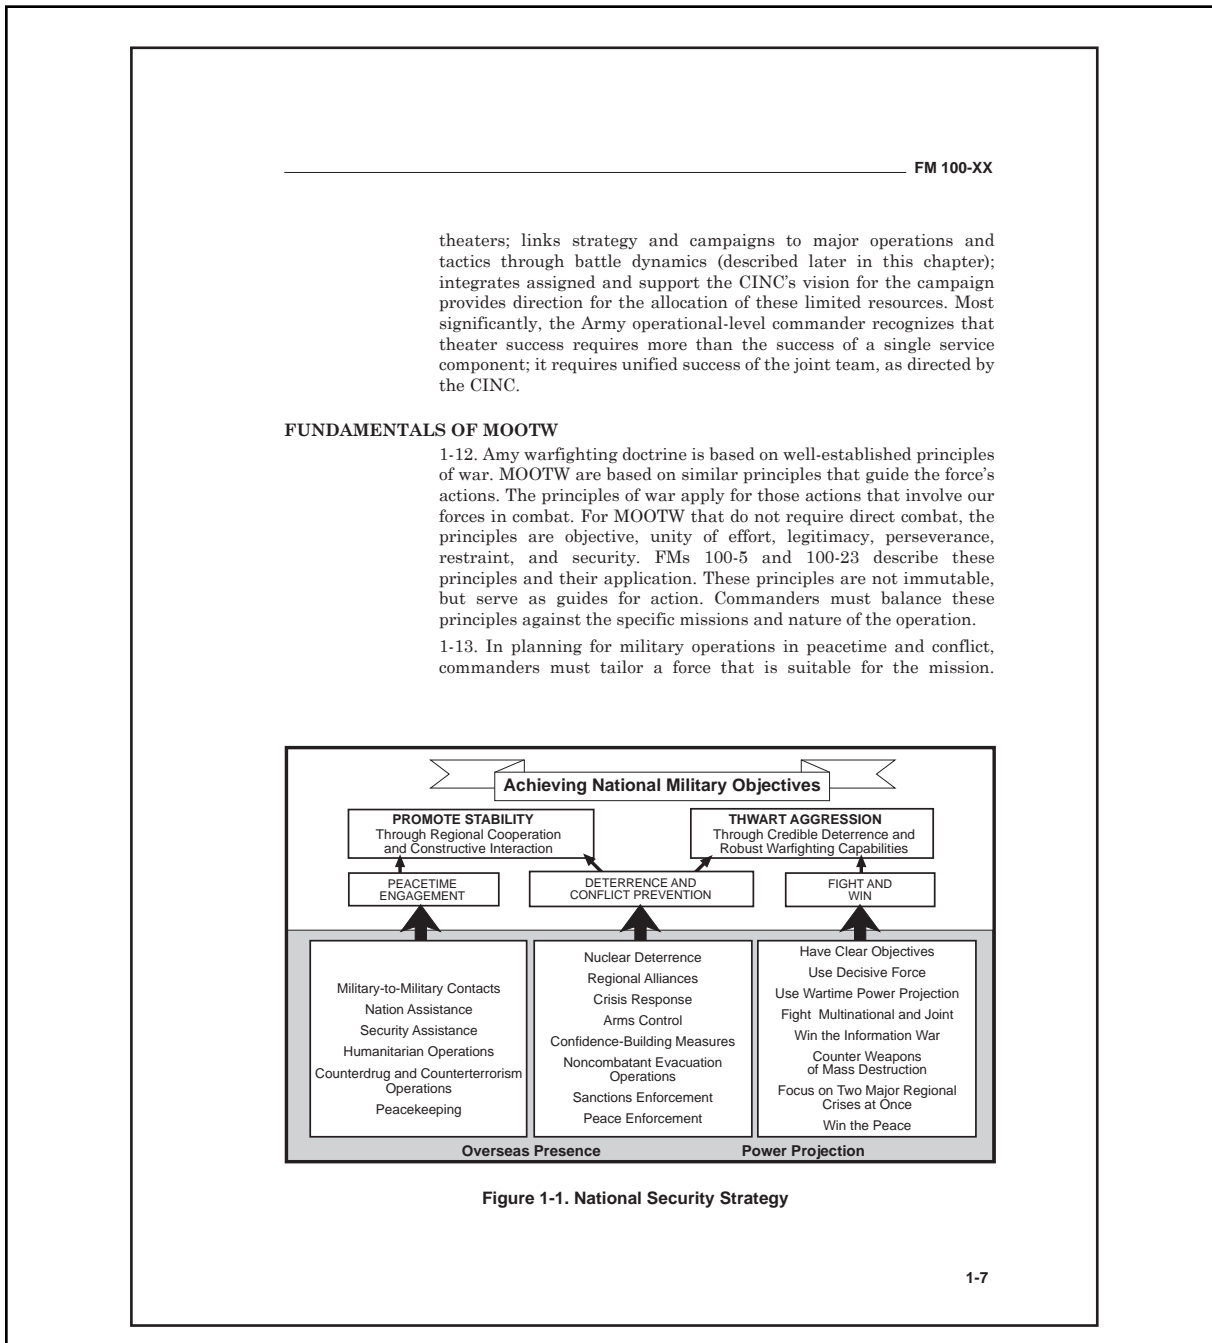 FM 100-XX
theaters; links strategy and campaigns to major operations and
tactics through battle dynamics (described later in this chapter);
integrates assigned and support the CINC's vision for the campaign
provides direction for the allocation of these limited resources. Most
significantly, the Army operational-level commander recognizes that
theater success requires more than the success of a single service
component; it requires unified success of the joint team, as directed by
the CINC.
FUNDAMENTALS OF MOOTW
1-12. Amy warfighting doctrine is based on well-established principles
of war. MOOTW are based on similar principles that guide the force's
actions. The principles of war apply for those actions that involve our
forces in combat. For MOOTW that do not require direct combat, the
principles are objective, unity of effort, legitimacy, perseverance,
restraint, and security. FMs 100-5 and 100-23 describe these
principles and their application. These principles are not immutable,
but serve as guides for action. Commanders must balance these
principles against the specific missions and nature of the operation.
1-13. In planning for military operations in peacetime and conflict,
commanders must tailor a force that is suitable for the mission.
Achieving National Military Objectives
PROMOTE STABILITY
Through Regional Cooperation
and Constructive Interaction
THWART AGGRESSION
Through Credible Deterrence and
Robust Warfighting Capabilities
PEACETIME
ENGAGEMENT
DETERRENCE AND
CONFLICT PREVENTION
FIGHT AND
WIN
Military-to-Military Contacts
Nation Assistance
Security Assistance
Humanitarian Operations
Counterdrug and Counterterrorism
Operations
Peacekeeping
Nuclear Deterrence
Regional Alliances
Crisis Response
Arms Control
Confidence-Building Measures
Noncombatant Evacuation
Operations
Sanctions Enforcement
Peace Enforcement
Have Clear Objectives
Use Decisive Force
Use Wartime Power Projection
Fight Multinational and Joint
Win the Information War
Counter Weapons
of Mass Destruction
Focus on Two Major Regional
Crises at Once
Win the Peace
Overseas Presence
Power Projection
Figure 1-1. National Security Strategy
1-7